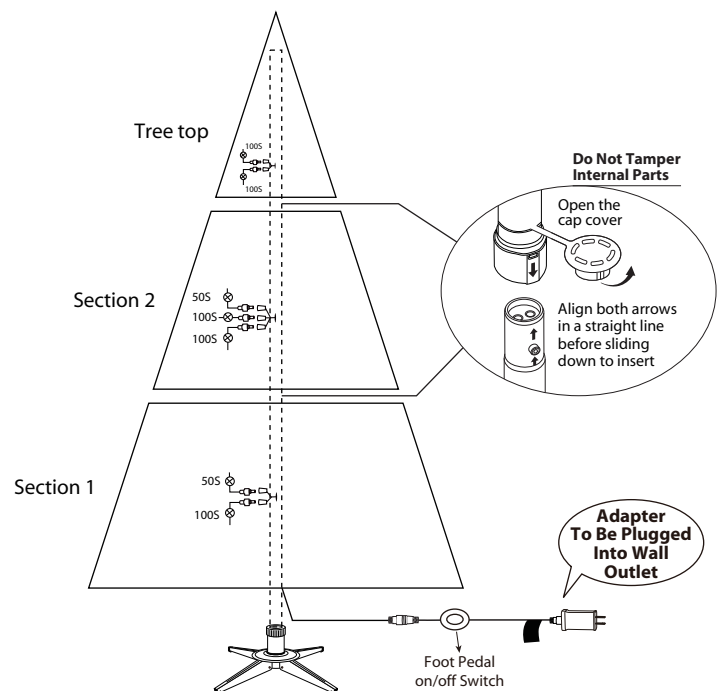 Tree top
100S
100S
Do Not Tamper
Internal Parts
Open the
cap cover
Align both arrows
in a straight line
before sliding
down to insert
Section 2
50S
100S
100S
Section 1
50S
100S
Adapter
To Be Plugged
Into Wall
Outlet
Foot Pedal
on/off Switch